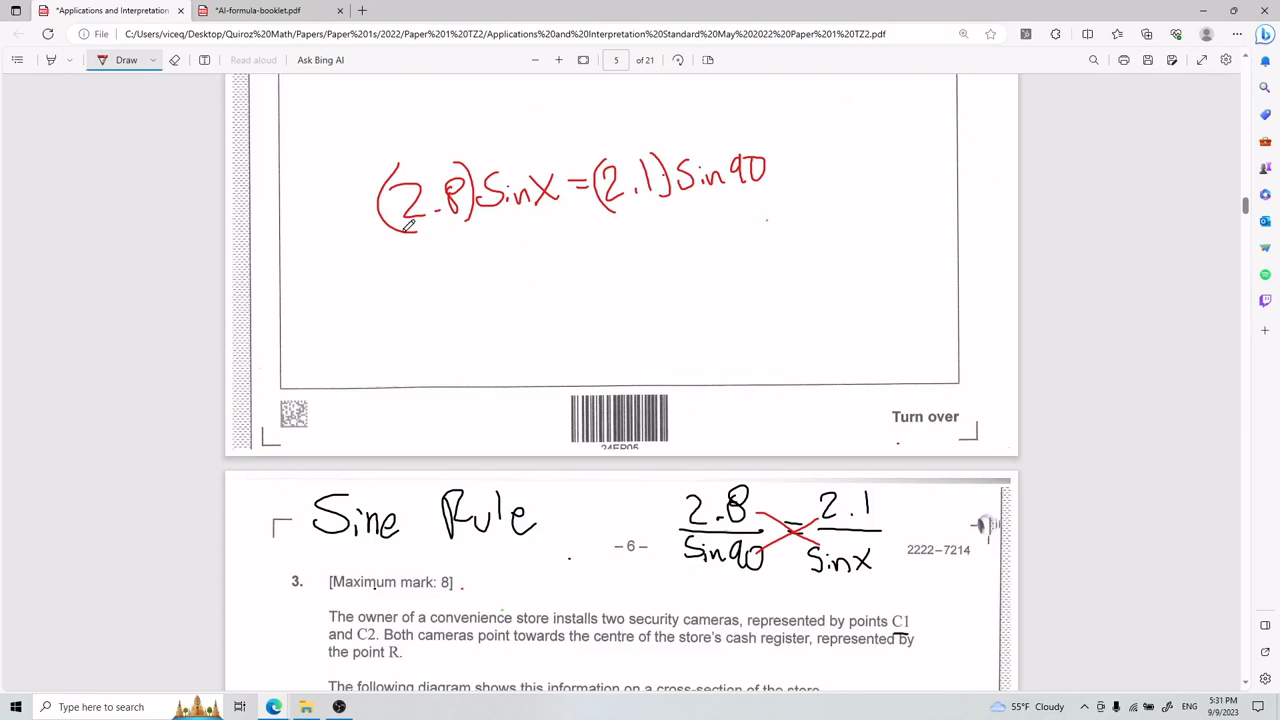 *Applications and Interpretation
*AI-formula-booklet.pdf
File
C:/Users/viceq/Desktop/Quiroz%20Math/Papers/Paper%201s/2022/Paper%201%20TZ2/Applications%20and%20Interpretation%20Standard%20May%202022%20Paper%201%20TZ2.pdf
Draw
Read aloud
Ask Bing AI
5
of 21
(2.8)SinX=(2.1)Sin90
Turn over
24EP05
Sine Rule
2.8/Sin90 = 2.1/sinx
– 6 –
2222–7214
3. [Maximum mark: 8]
The owner of a convenience store installs two security cameras, represented by points C1
and C2. Both cameras point towards the centre of the store's cash register, represented by
the point R.
The following diagram shows this information on a cross-section of the store.
Type here to search
55°F Cloudy
ENG
5:31 PM
9/9/2023